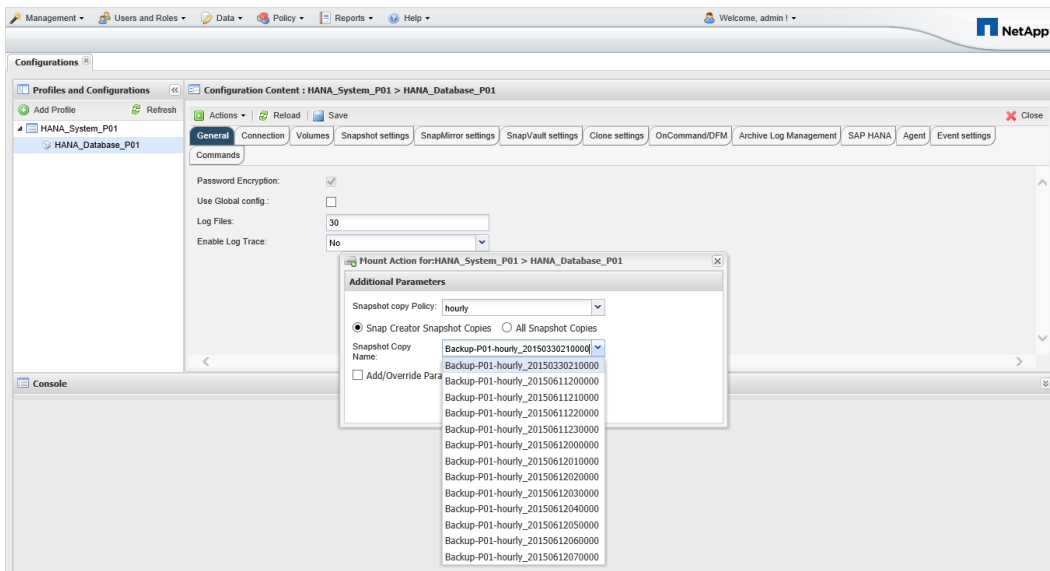 Management Users and Roles Data Policy Reports Help Welcome, admin !
NetApp
Configurations
Profiles and Configurations
Add Profile Refresh
HANA_System_P01
HANA_Database_P01
Configuration Content : HANA_System_P01 > HANA_Database_P01
Actions Reload Save Close
General Connection Volumes Snapshot settings SnapMirror settings SnapVault settings Clone settings OnCommand/DFM Archive Log Management SAP HANA Agent Event settings
Commands
Password Encryption:
Use Global config.:
Log Files: 30
Enable Log Trace: No
Mount Action for:HANA_System_P01 > HANA_Database_P01
Additional Parameters
Snapshot copy Policy: hourly
Snap Creator Snapshot Copies All Snapshot Copies
Snapshot Copy Name: Backup-P01-hourly_20150330210000
Add/Override Para
Backup-P01-hourly_20150330210000
Backup-P01-hourly_20150611200000
Backup-P01-hourly_20150611210000
Backup-P01-hourly_20150611220000
Backup-P01-hourly_20150611230000
Backup-P01-hourly_20150612000000
Backup-P01-hourly_20150612010000
Backup-P01-hourly_20150612020000
Backup-P01-hourly_20150612030000
Backup-P01-hourly_20150612040000
Backup-P01-hourly_20150612050000
Backup-P01-hourly_20150612060000
Backup-P01-hourly_20150612070000
Console